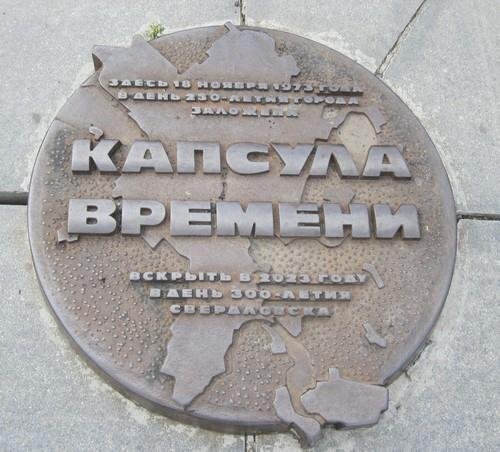 ЗДЕСЬ 18 НОЯБРЯ 1973 ГОДА
В ДЕНЬ 250-ЛЕТИЯ ГОРОДА
ЗАЛОЖЕНА
КАПСУЛА
ВРЕМЕНИ
ВСКРЫТЬ В 2023 ГОДУ
В ДЕНЬ 300-ЛЕТИЯ
СВЕРДЛОВСКА